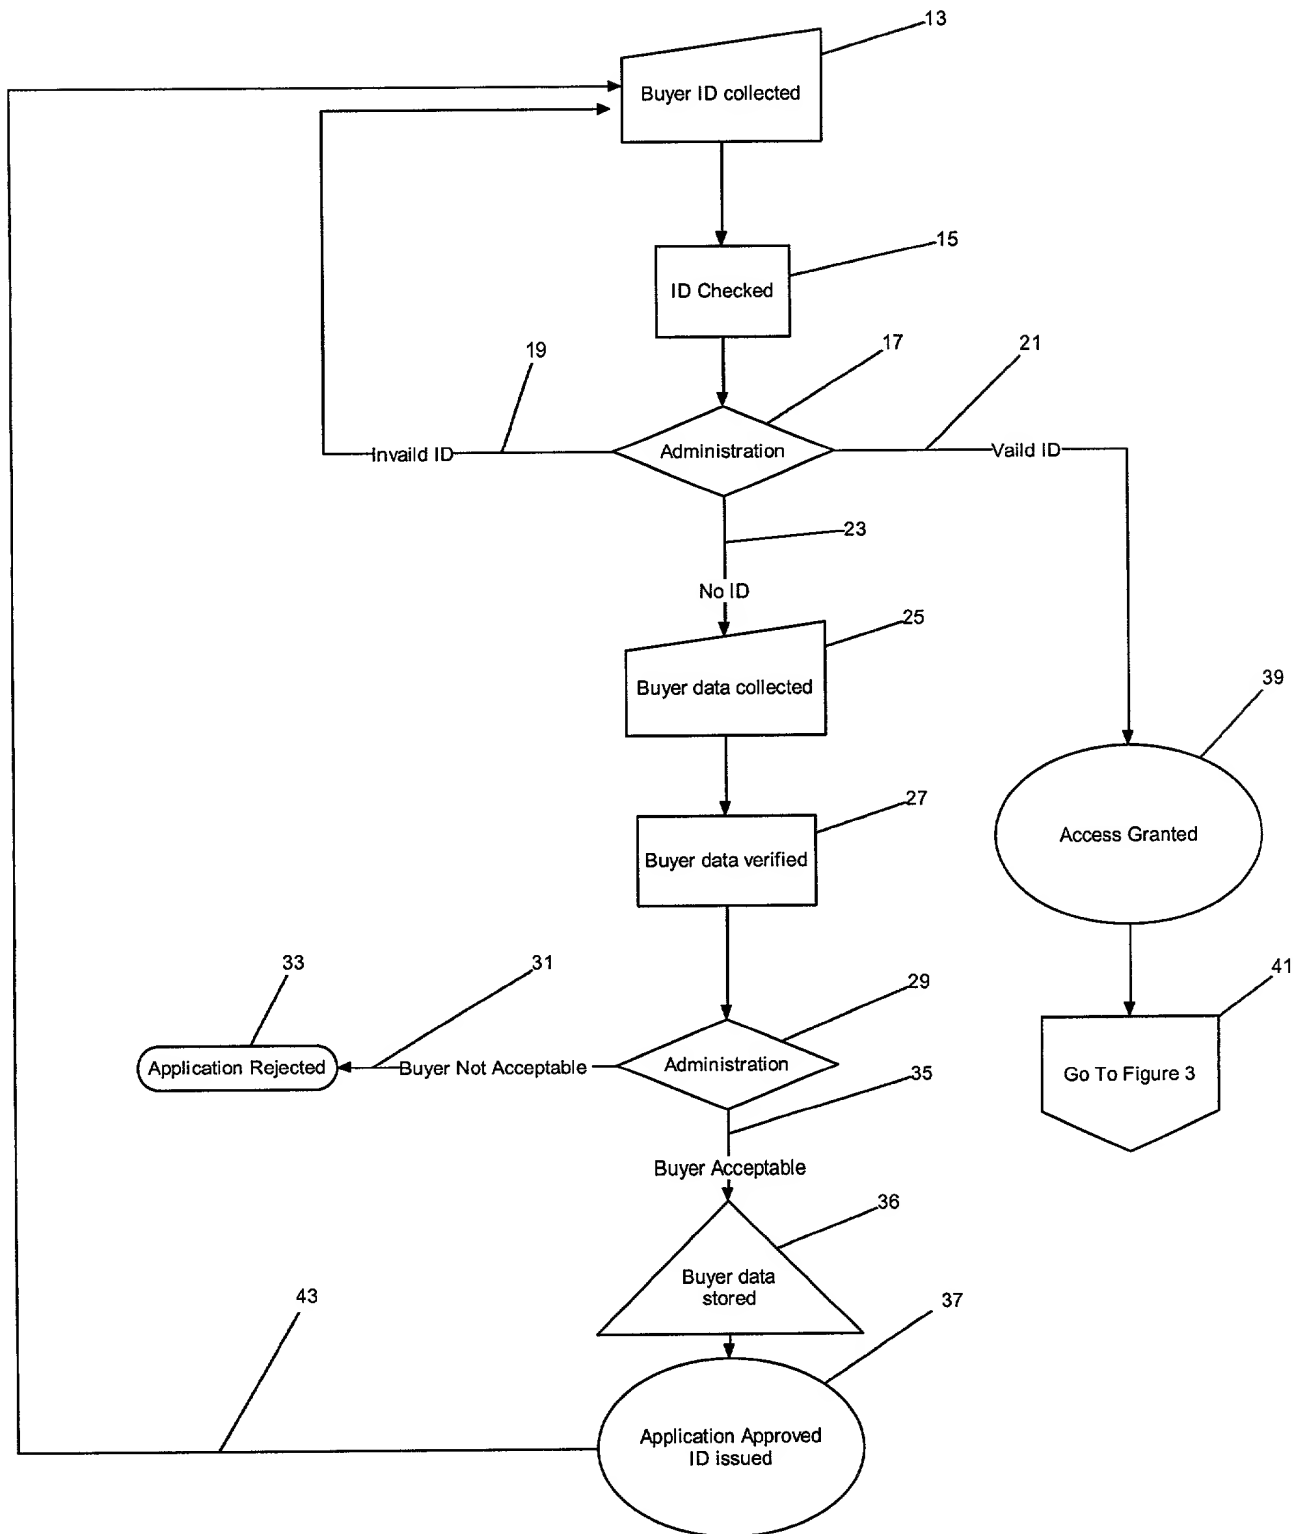 13
Buyer ID collected
15
ID Checked
19
17
21
Invaild ID
Administration
Vaild ID
23
No ID
25
Buyer data collected
39
27
Access Granted
Buyer data verified
33
31
29
41
Application Rejected
Buyer Not Acceptable
Administration
35
Go To Figure 3
Buyer Acceptable
36
Buyer data
stored
43
37
Application Approved
ID issued